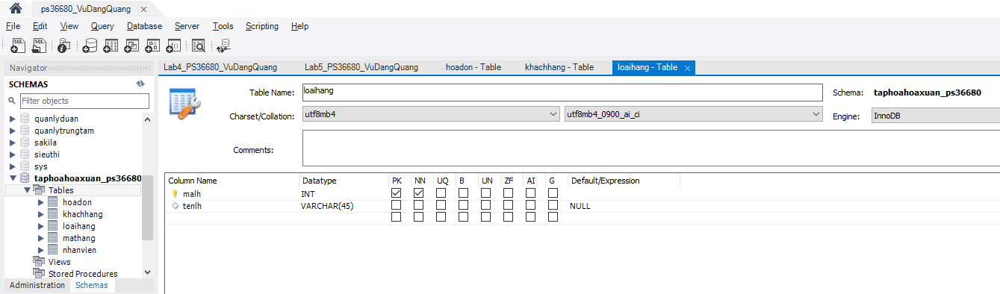 ps36680_VuDangQuang ×
File Edit View Query Database Server Tools Scripting Help
Navigator
SCHEMAS
Filter objects
quanlyduan
quanlytrungtam
sakila
sieuthi
sys
taphoahoaxuan_ps36680
Tables
hoadon
khachhang
loaihang
mathang
nhanvien
Views
Stored Procedures
Administration Schemas
Lab4_PS36680_VuDangQuang Lab5_PS36680_VuDangQuang hoadon - Table khachhang - Table loaihang - Table ×
Table Name: loaihang Schema: taphoahoaxuan_ps36680
Charset/Collation: utf8mb4 utf8mb4_0900_ai_ci Engine: InnoDB
Comments:
Column Name Datatype PK NN UQ B UN ZF AI G Default/Expression
malh INT
tenlh VARCHAR(45) NULL